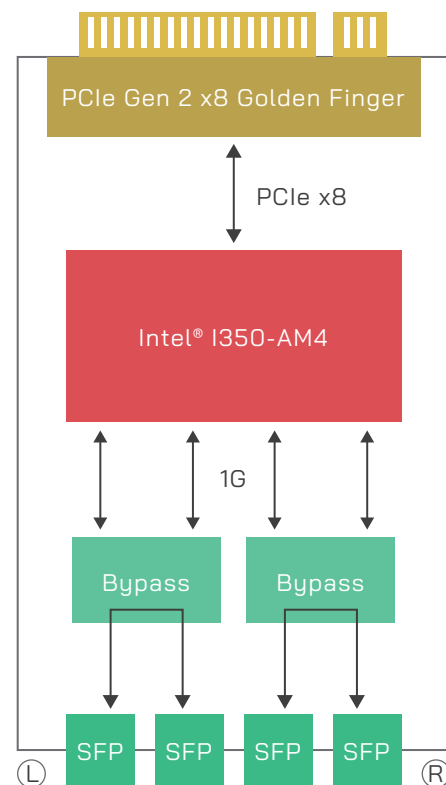 PCIe Gen 2 x8 Golden Finger
PCIe x8
Intel® I350-AM4
1G
Bypass Bypass
SFP SFP SFP SFP
Ⓛ Ⓡ